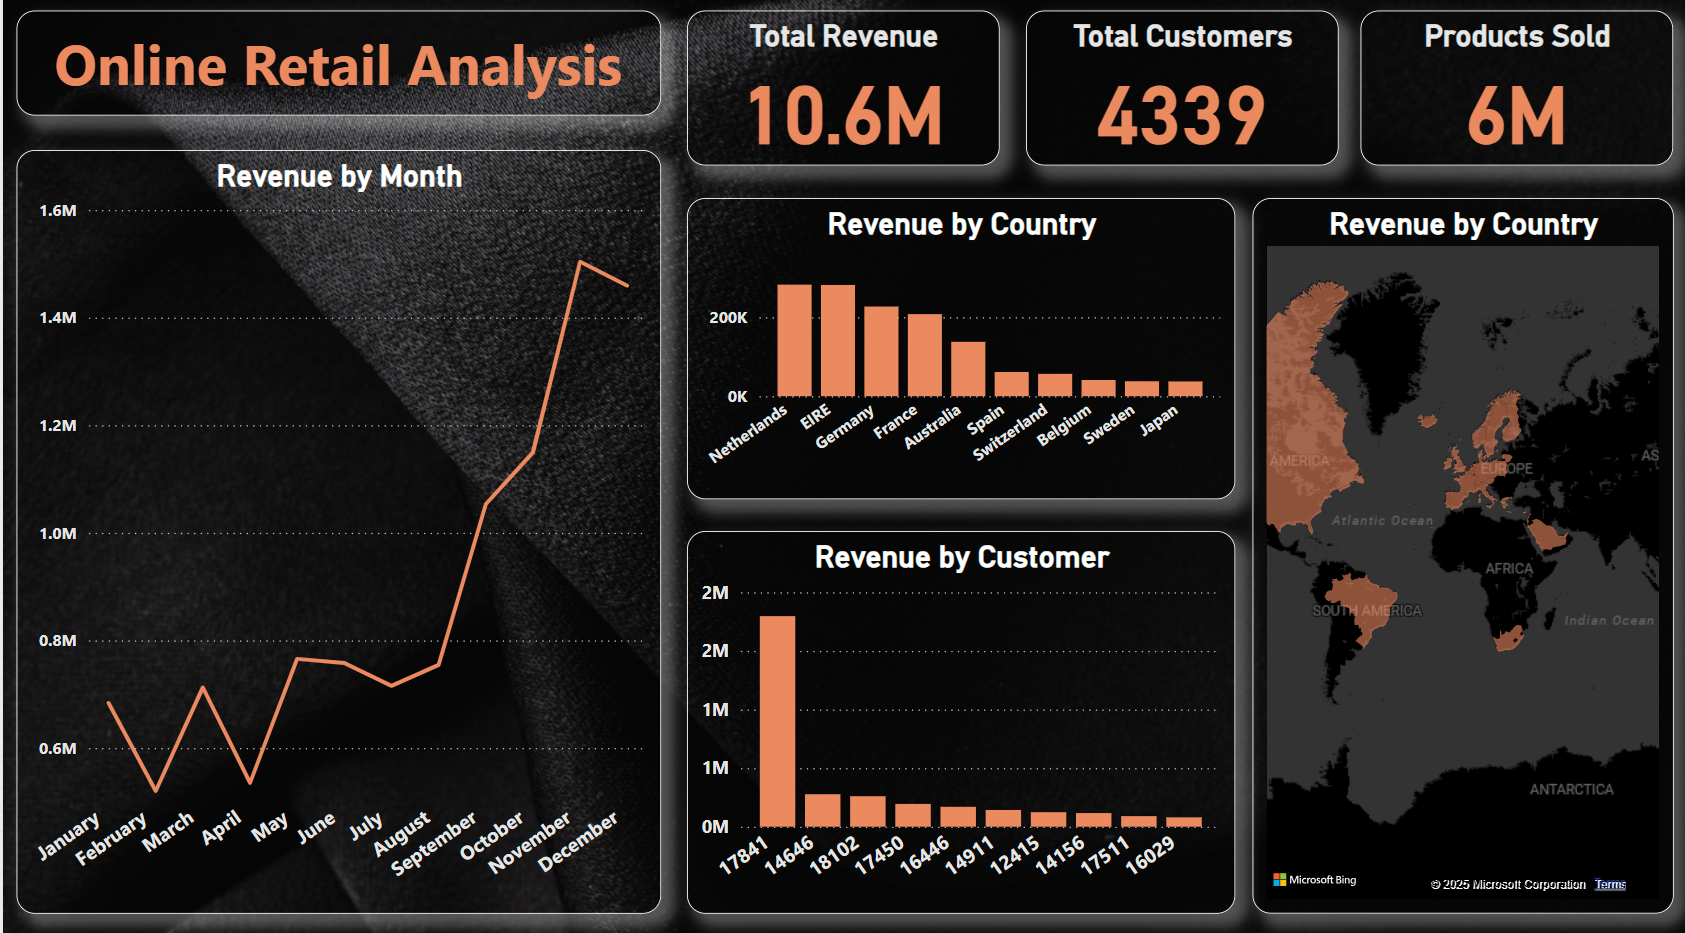 Online Retail Analysis
Total Revenue
10.6M
Total Customers
4339
Products Sold
6M
Revenue by Month
1.6M
1.4M
1.2M
1.0M
0.8M
0.6M
January
February
March
April
May
June
July
August
September
October
November
December
Revenue by Country
200K
0K
Netherlands
EIRE
Germany
France
Australia
Spain
Switzerland
Belgium
Sweden
Japan
Revenue by Customer
2M
2M
1M
1M
0M
17841
14646
18102
17450
16446
14911
12415
14156
17511
16029
Revenue by Country
AMERICA
EUROPE
AS
Atlantic Ocean
AFRICA
SOUTH AMERICA
Indian Ocean
ANTARCTICA
Microsoft Bing
© 2025 Microsoft Corporation Terms